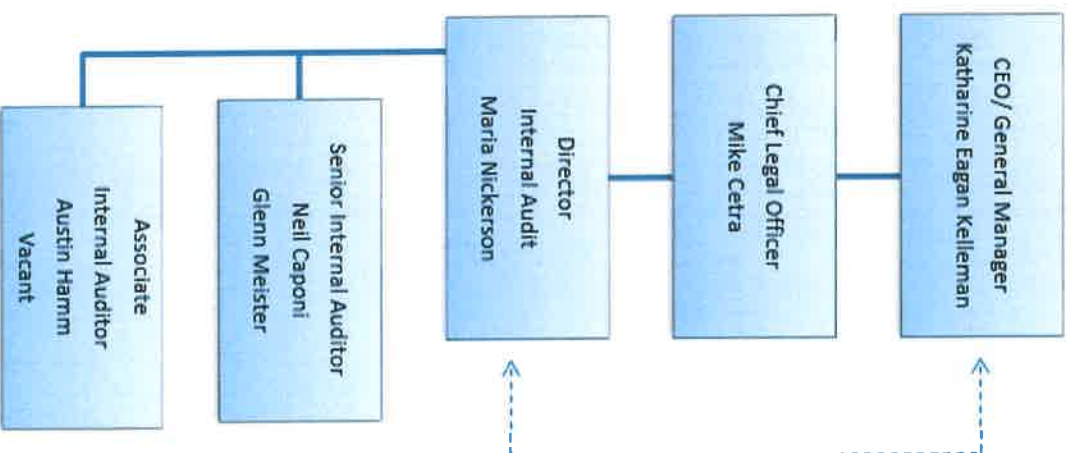 CEO/ General Manager
Katharine Eagan Kelleman
Chief Legal Officer
Mike Cetra
Director
Internal Audit
Maria Nickerson
Senior Internal Auditor
Neil Caponi
Glenn Meister
Associate
Internal Auditor
Austin Hamm
Vacant